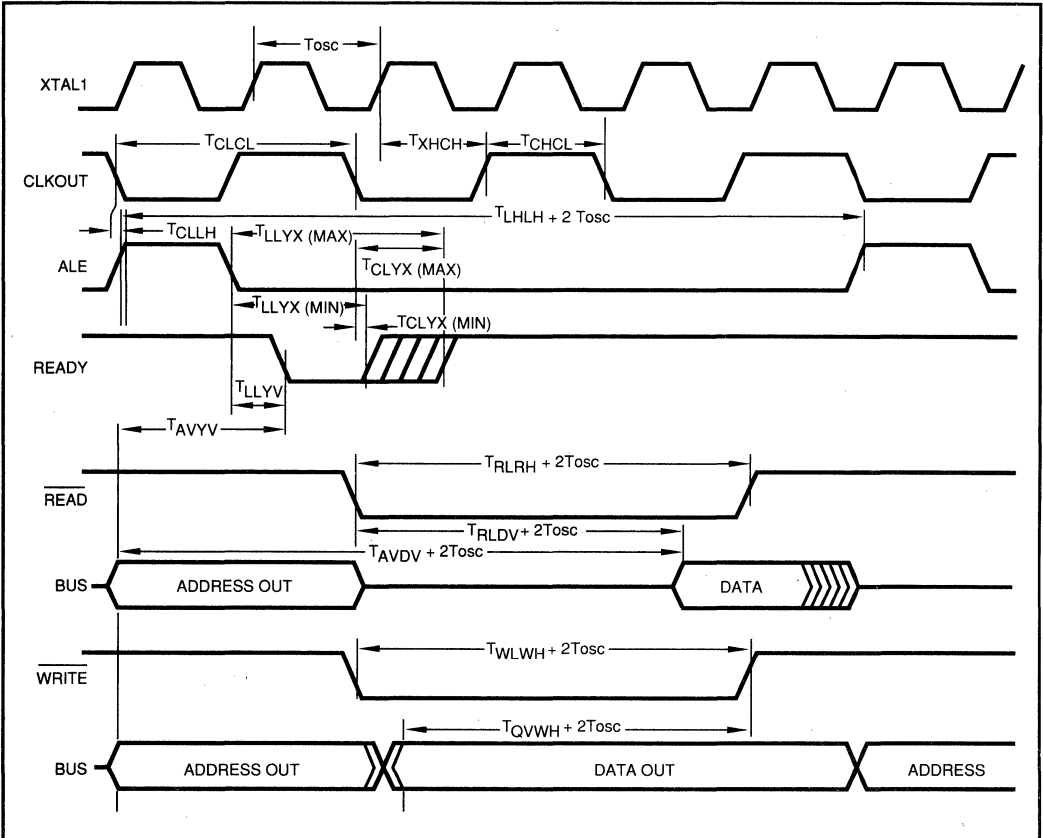 Tosc
XTAL1
TCLCL
TXHCH
TCHCL
CLKOUT
TLHLH + 2 Tosc
TCLLH
TLLYX (MAX)
ALE
TCLYX (MAX)
TLLYX (MIN)
TCLYX (MIN)
READY
TLLYV
TAVYV
TRLRH + 2Tosc
READ
TRLDV + 2Tosc
TAVDV + 2Tosc
BUS
ADDRESS OUT
DATA
TWLWH + 2Tosc
WRITE
TQVWH + 2Tosc
BUS
ADDRESS OUT
DATA OUT
ADDRESS